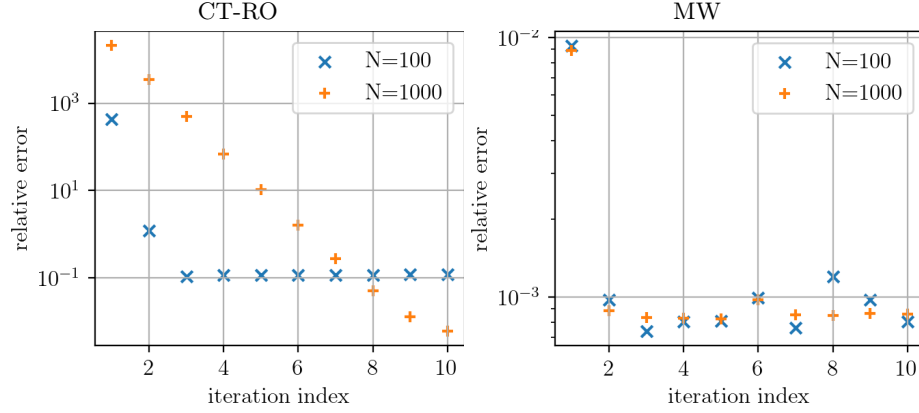 CT-RO
N=100
N=1000
10^3
10^1
10^−1
relative error
2
4
6
8
10
iteration index
MW
N=100
N=1000
10^−2
10^−3
relative error
2
4
6
8
10
iteration index